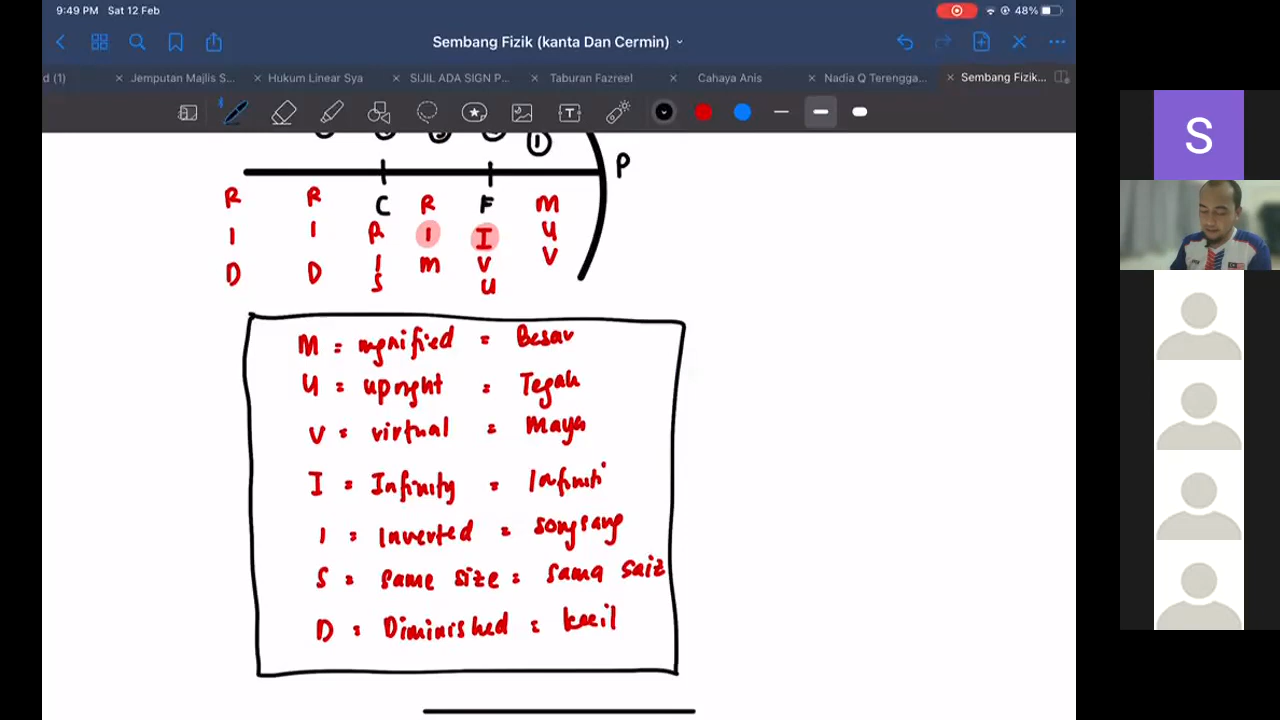 9:49 PM Sat 12 Feb
48%
Sembang Fizik (kanta Dan Cermin)
d (1)
Jemputan Majlis S...
Hukum Linear Sya
SIJIL ADA SIGN P...
Taburan Fazreel
Cahaya Anis
Nadia Q Terengga...
Sembang Fizik...
1
P
R R C R F M
I I R I I U
D D I M V V
S U
M = magnified = Besar
U = upright = Tegak
V = virtual = Maya
I = Infinity = Infiniti
I = Inverted = songsang
S = same size = sama saiz
D = Diminished = kecil
S